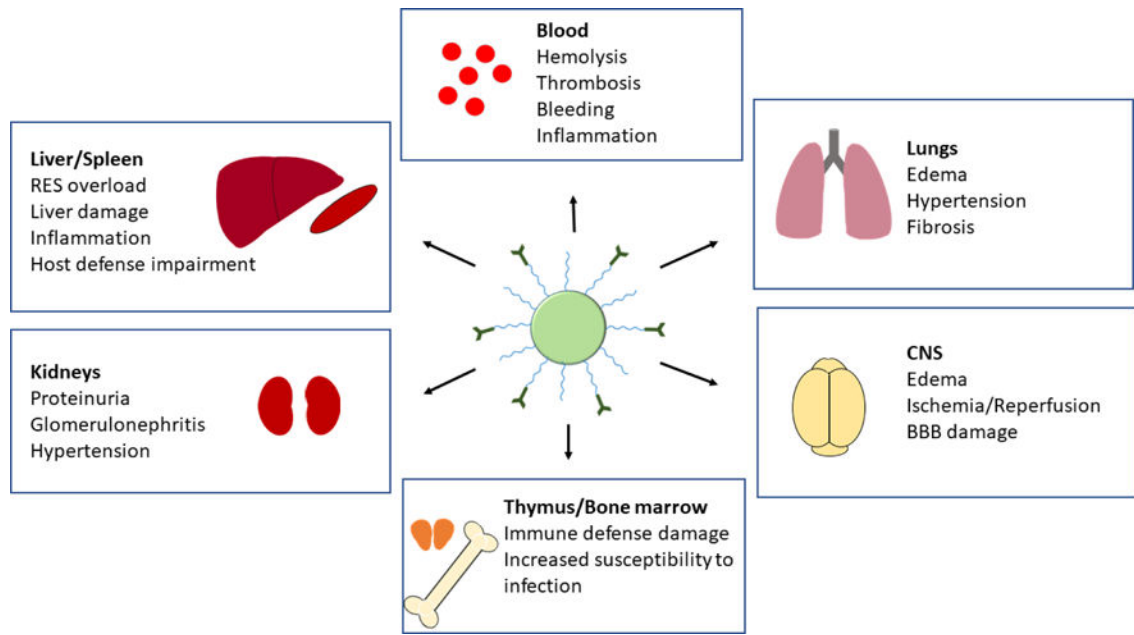 Blood
Hemolysis
Thrombosis
Bleeding
Inflammation
Liver/Spleen
RES overload
Liver damage
Inflammation
Host defense impairment
Lungs
Edema
Hypertension
Fibrosis
Kidneys
Proteinuria
Glomerulonephritis
Hypertension
CNS
Edema
Ischemia/Reperfusion
BBB damage
Thymus/Bone marrow
Immune defense damage
Increased susceptibility to
infection